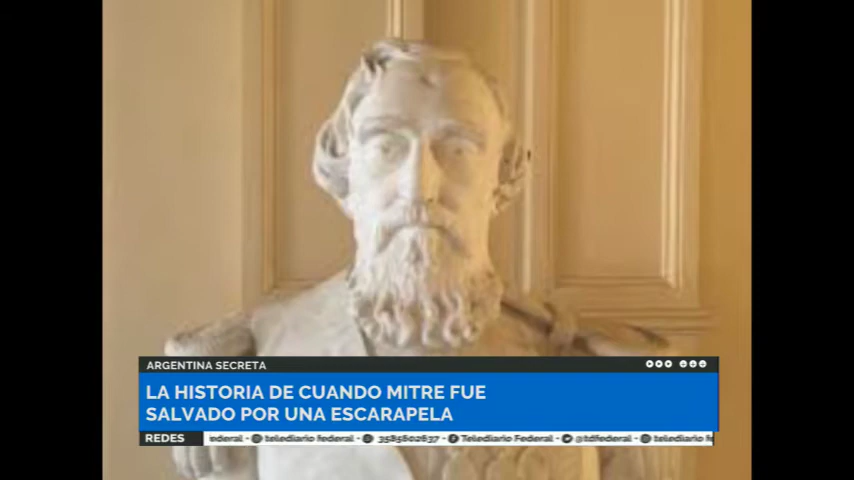 ARGENTINA SECRETA
LA HISTORIA DE CUANDO MITRE FUE
SALVADO POR UNA ESCARAPELA
REDES
ederal - telediario federal - 3585602637 - Telediario Federal - @tdfederal - telediario f